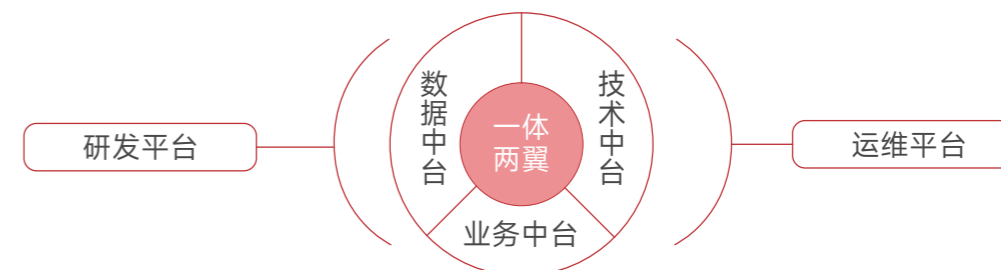 研发平台
数据中台
一体
两翼
技术中台
业务中台
运维平台